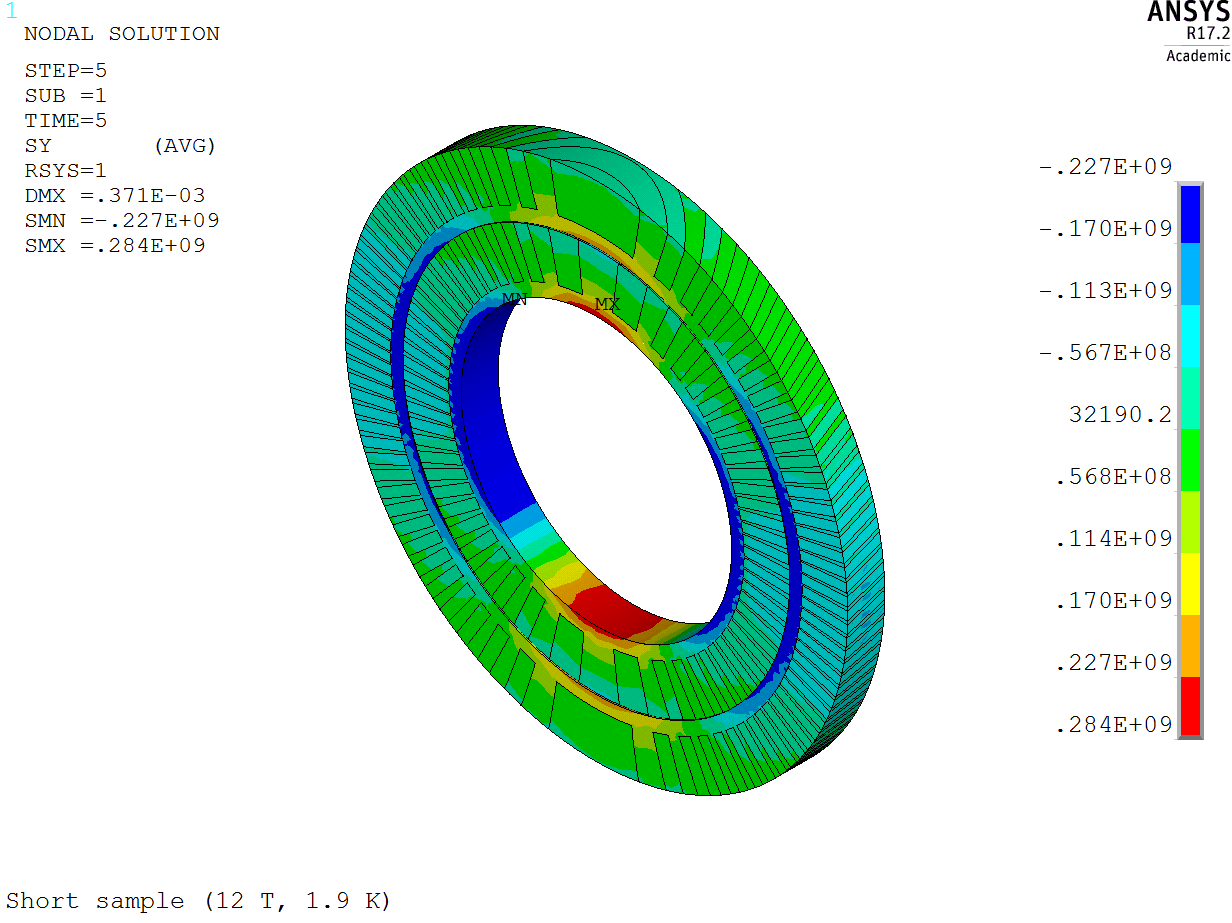 1
NODAL SOLUTION
STEP=5
SUB =1
TIME=5
SY (AVG)
RSYS=1
DMX =.371E-03
SMN =-.227E+09
SMX =.284E+09
ANSYS
R17.2
Academic
MN
MX
-.227E+09
-.170E+09
-.113E+09
-.567E+08
32190.2
.568E+08
.114E+09
.170E+09
.227E+09
.284E+09
Short sample (12 T, 1.9 K)